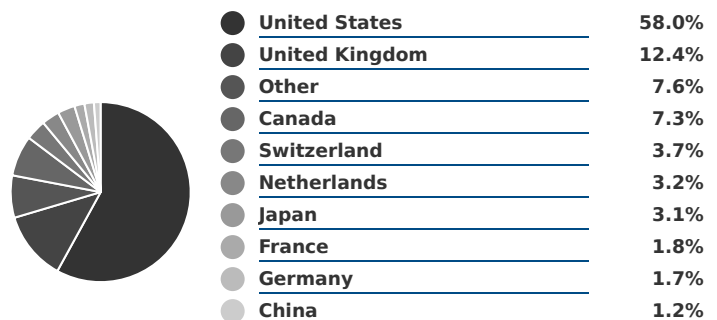 United States 58.0%
United Kingdom 12.4%
Other 7.6%
Canada 7.3%
Switzerland 3.7%
Netherlands 3.2%
Japan 3.1%
France 1.8%
Germany 1.7%
China 1.2%